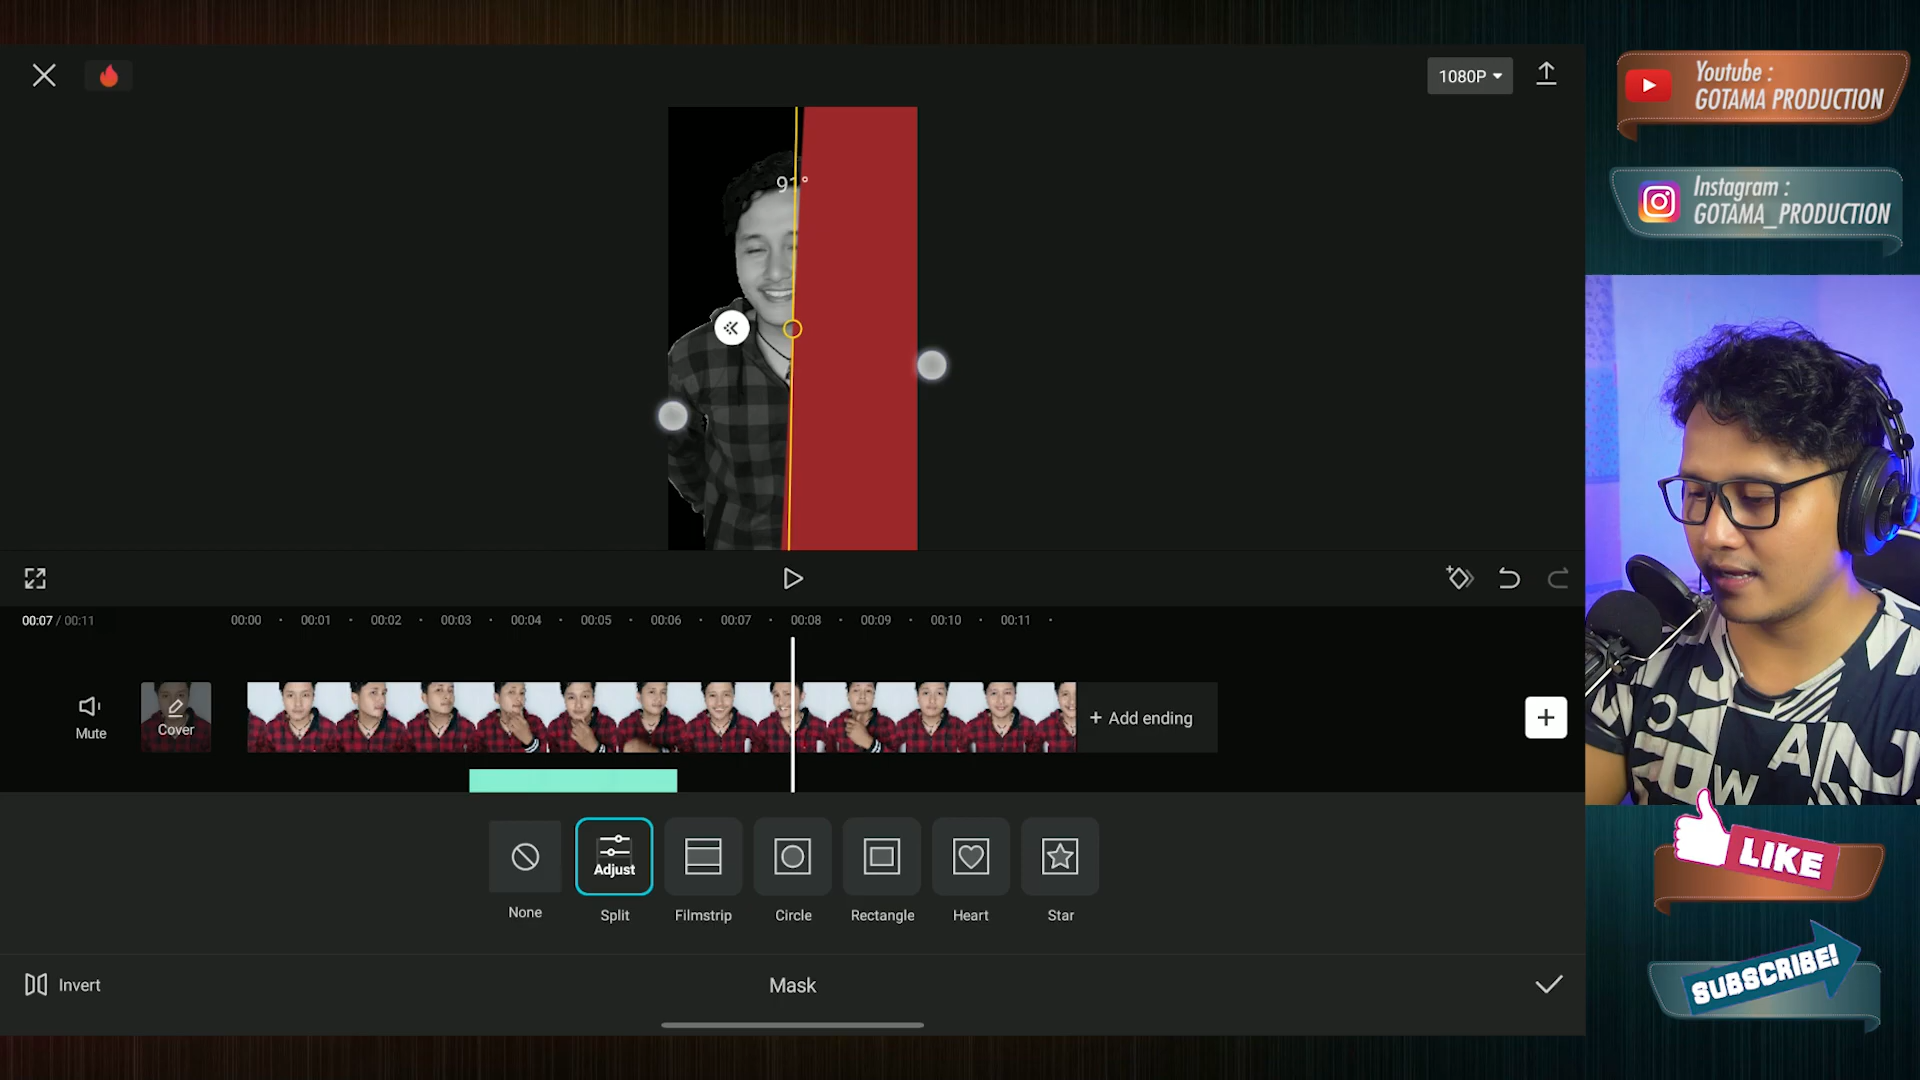 1080P
Youtube :
GOTAMA PRODUCTION
Instagram :
GOTAMA_PRODUCTION
91°
00:07 / 00:11
00:00 00:01 00:02 00:03 00:04 00:05 00:06 00:07 00:08 00:09 00:10 00:11
Mute
Cover
+ Add ending
Adjust
None
Split
Filmstrip
Circle
Rectangle
Heart
Star
Invert
Mask
LIKE
SUBSCRIBE!